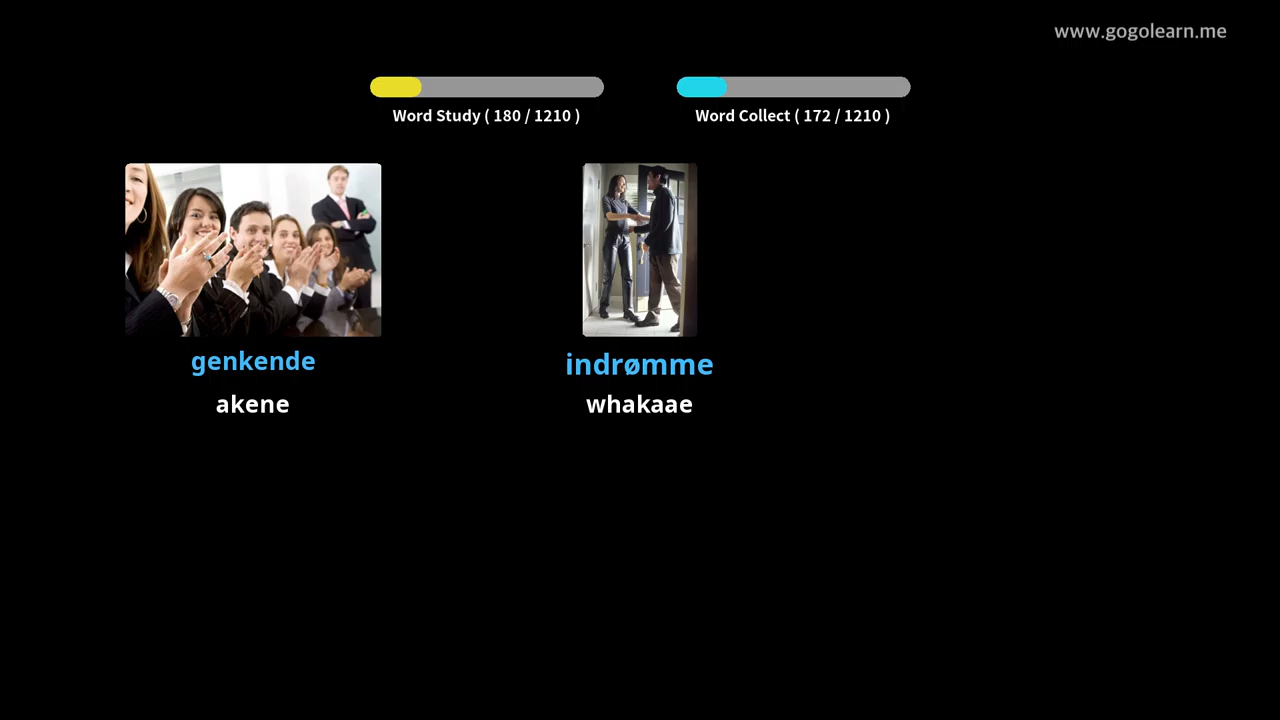 www.gogolearn.me
Word Study ( 180 / 1210 )
Word Collect ( 172 / 1210 )
genkende
akene
indrømme
whakaae